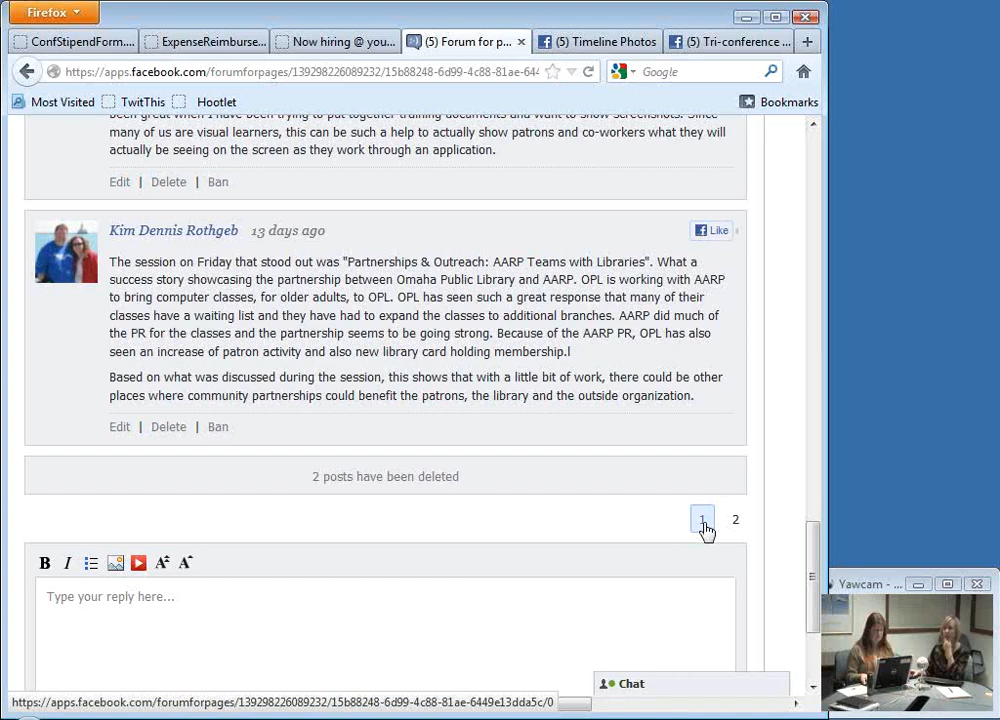 Firefox
ConfStipendForm....
ExpenseReimburse...
Now hiring @ you...
(5) Forum for p...
(5) Timeline Photos
(5) Tri-conference ...
https://apps.facebook.com/forumforpages/139298226089232/15b88248-6d99-4c88-81ae-644
Google
Most Visited
TwitThis
Hootlet
Bookmarks
been great when I have been trying to put together training documents and want to show screenshots. Since
many of us are visual learners, this can be such a help to actually show patrons and co-workers what they will
actually be seeing on the screen as they work through an application.
Edit | Delete | Ban
Kim Dennis Rothgeb 13 days ago
Like
The session on Friday that stood out was "Partnerships & Outreach: AARP Teams with Libraries". What a
success story showcasing the partnership between Omaha Public Library and AARP. OPL is working with AARP
to bring computer classes, for older adults, to OPL. OPL has seen such a great response that many of their
classes have a waiting list and they have had to expand the classes to additional branches. AARP did much of
the PR for the classes and the partnership seems to be going strong. Because of the AARP PR, OPL has also
seen an increase of patron activity and also new library card holding membership.l
Based on what was discussed during the session, this shows that with a little bit of work, there could be other
places where community partnerships could benefit the patrons, the library and the outside organization.
Edit | Delete | Ban
2 posts have been deleted
1 2
B I
Type your reply here...
Yawcam - ...
Chat
https://apps.facebook.com/forumforpages/139298226089232/15b88248-6d99-4c88-81ae-6449e13dda5c/0